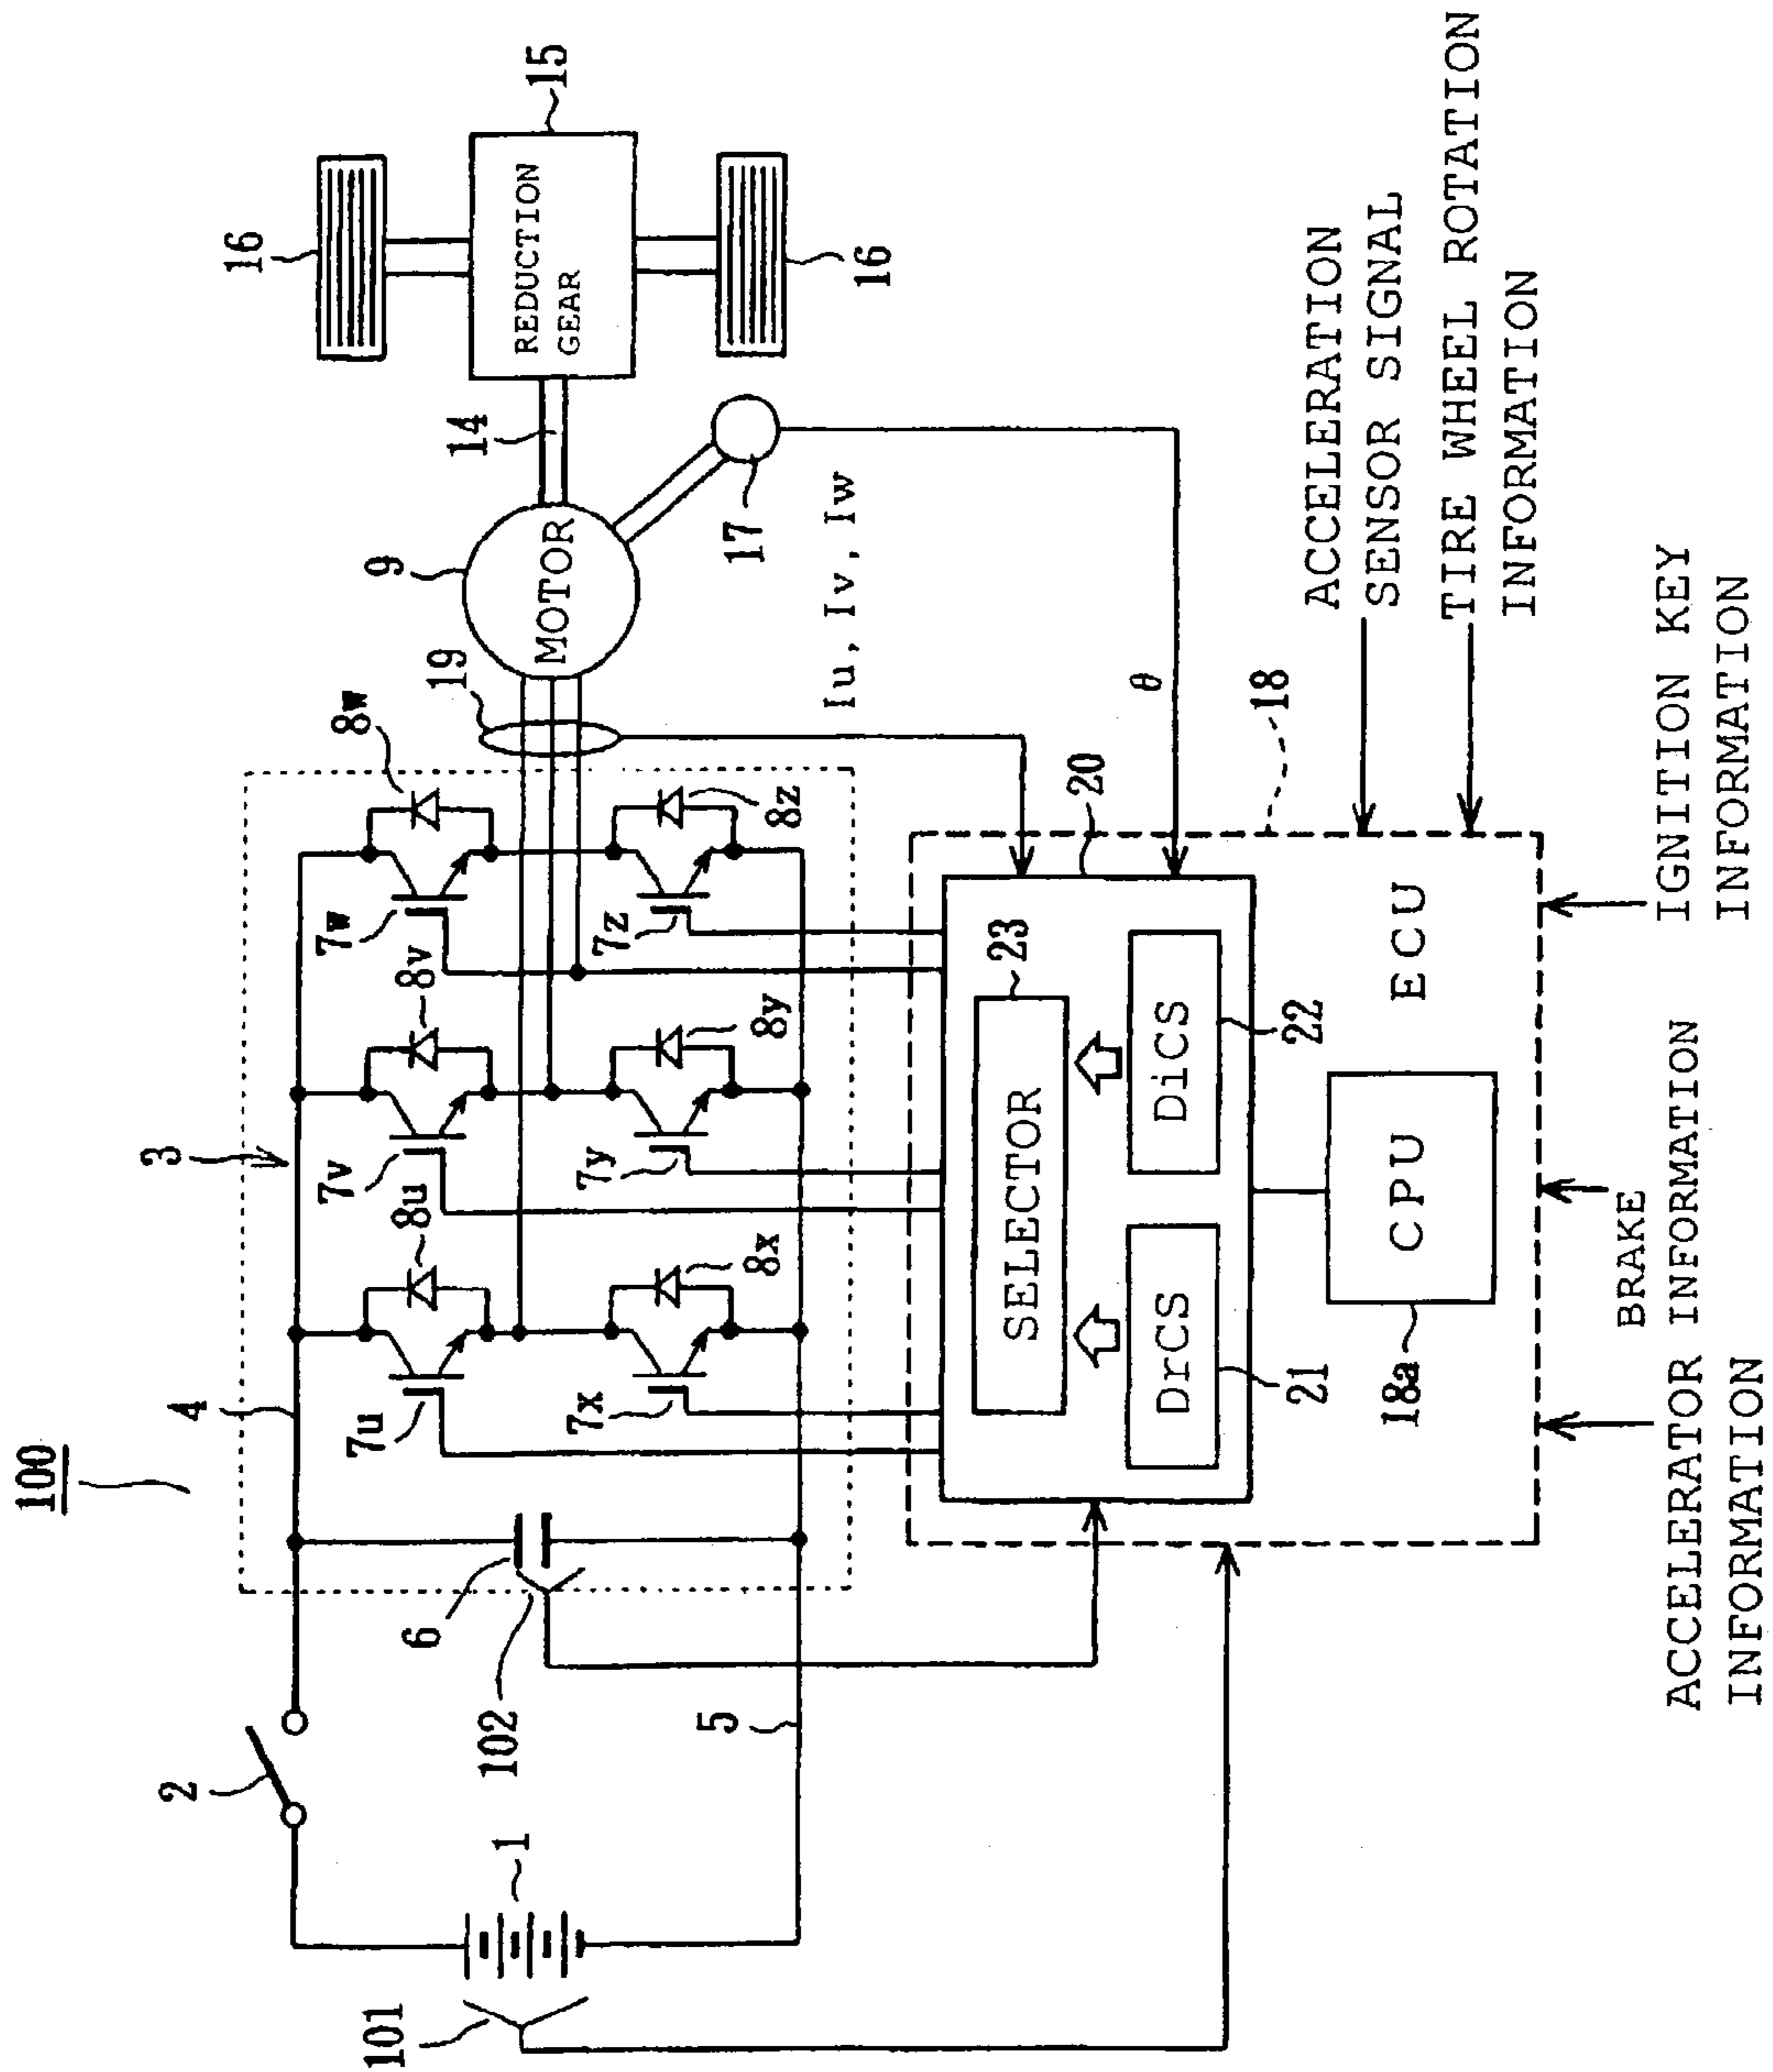 100
3
4
2
8w
7w
8v
7v
8u
7u
19
9
MOTOR
14
16
REDUCTION
GEAR
15
16
17
Iu, Iv, Iw
θ
1
101
6
102
5
8x
7x
8y
7y
8z
7z
20
18
23
SELECTOR
DrCS
21
DiCS
22
CPU
18a
ECU
ACCELERATION
SENSOR SIGNAL
TIRE WHEEL ROTATION
INFORMATION
IGNITION KEY
INFORMATION
BRAKE
INFORMATION
ACCELERATOR
INFORMATION